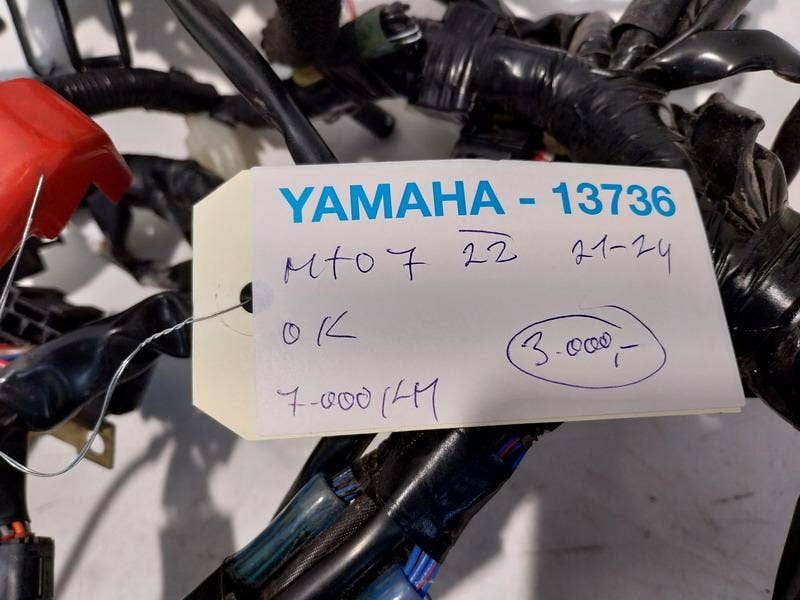 YAMAHA - 13736
MT07 22 21-24
OK
3.000,-
7.000 KM